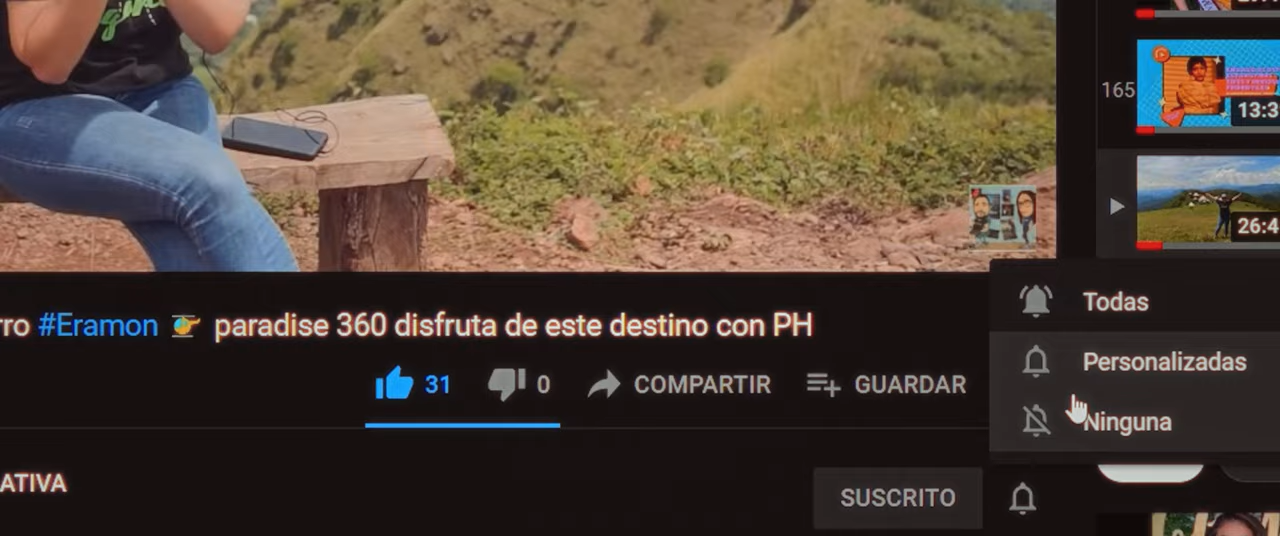 165
13:3
26:4
Todas
rro #Eramon paradise 360 disfruta de este destino con PH
Personalizadas
31 0 COMPARTIR GUARDAR
Ninguna
ATIVA
SUSCRITO